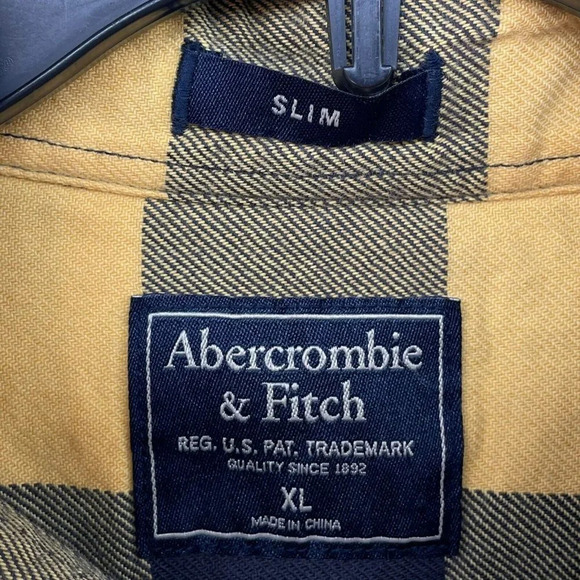 SLIM
Abercrombie
& Fitch
REG. U.S. PAT. TRADEMARK
QUALITY SINCE 1892
XL
MADE IN CHINA